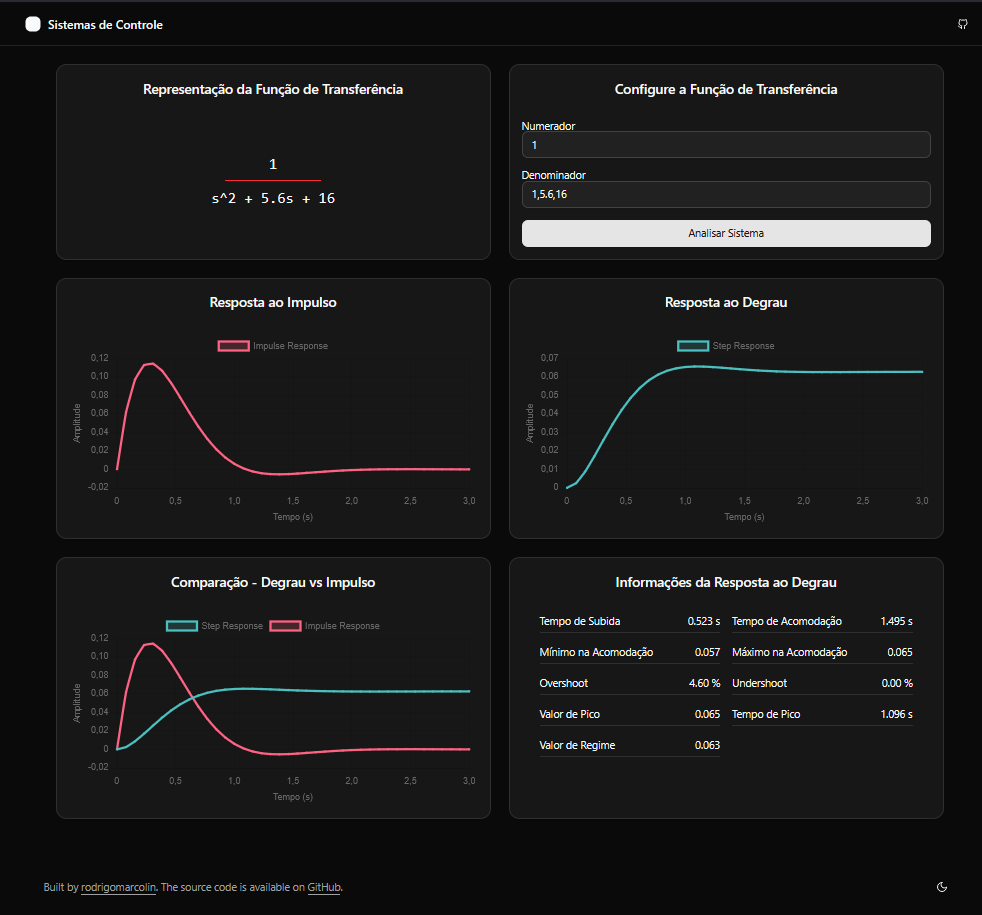 Sistemas de Controle
Representação da Função de Transferência
1
s^2 + 5.6s + 16
Configure a Função de Transferência
Numerador
1
Denominador
1,5.6,16
Analisar Sistema
Resposta ao Impulso
Impulse Response
0,12
0,10
0,08
0,06
0,04
0,02
0
-0,02
Amplitude
0 0,5 1,0 1,5 2,0 2,5 3,0
Tempo (s)
Resposta ao Degrau
Step Response
0,07
0,06
0,05
0,04
0,03
0,02
0,01
0
Amplitude
0 0,5 1,0 1,5 2,0 2,5 3,0
Tempo (s)
Comparação - Degrau vs Impulso
Step Response Impulse Response
0,12
0,10
0,08
0,06
0,04
0,02
0
-0,02
Amplitude
0 0,5 1,0 1,5 2,0 2,5 3,0
Tempo (s)
Informações da Resposta ao Degrau
Tempo de Subida 0.523 s Tempo de Acomodação 1.495 s
Mínimo na Acomodação 0.057 Máximo na Acomodação 0.065
Overshoot 4.60 % Undershoot 0.00 %
Valor de Pico 0.065 Tempo de Pico 1.096 s
Valor de Regime 0.063
Built by rodrigomarcolin. The source code is available on GitHub.